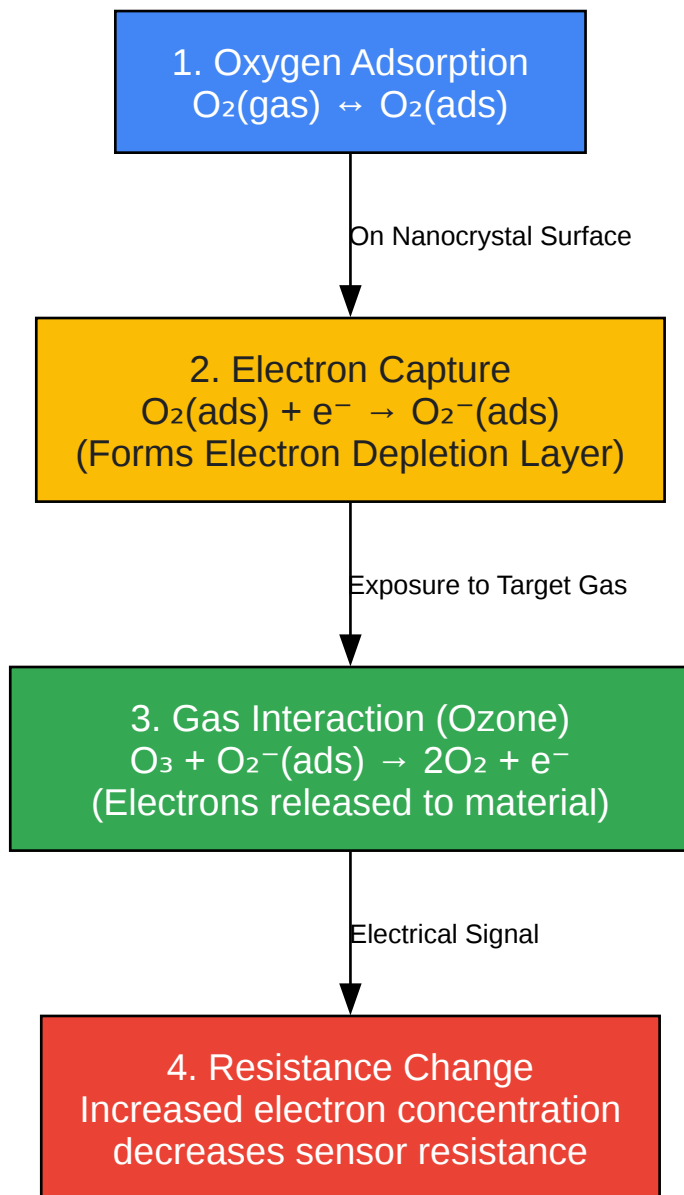 1. Oxygen Adsorption
O₂(gas) ↔ O₂(ads)
On Nanocrystal Surface
2. Electron Capture
O₂(ads) + e⁻ → O₂⁻(ads)
(Forms Electron Depletion Layer)
Exposure to Target Gas
3. Gas Interaction (Ozone)
O₃ + O₂⁻(ads) → 2O₂ + e⁻
(Electrons released to material)
Electrical Signal
4. Resistance Change
Increased electron concentration
decreases sensor resistance